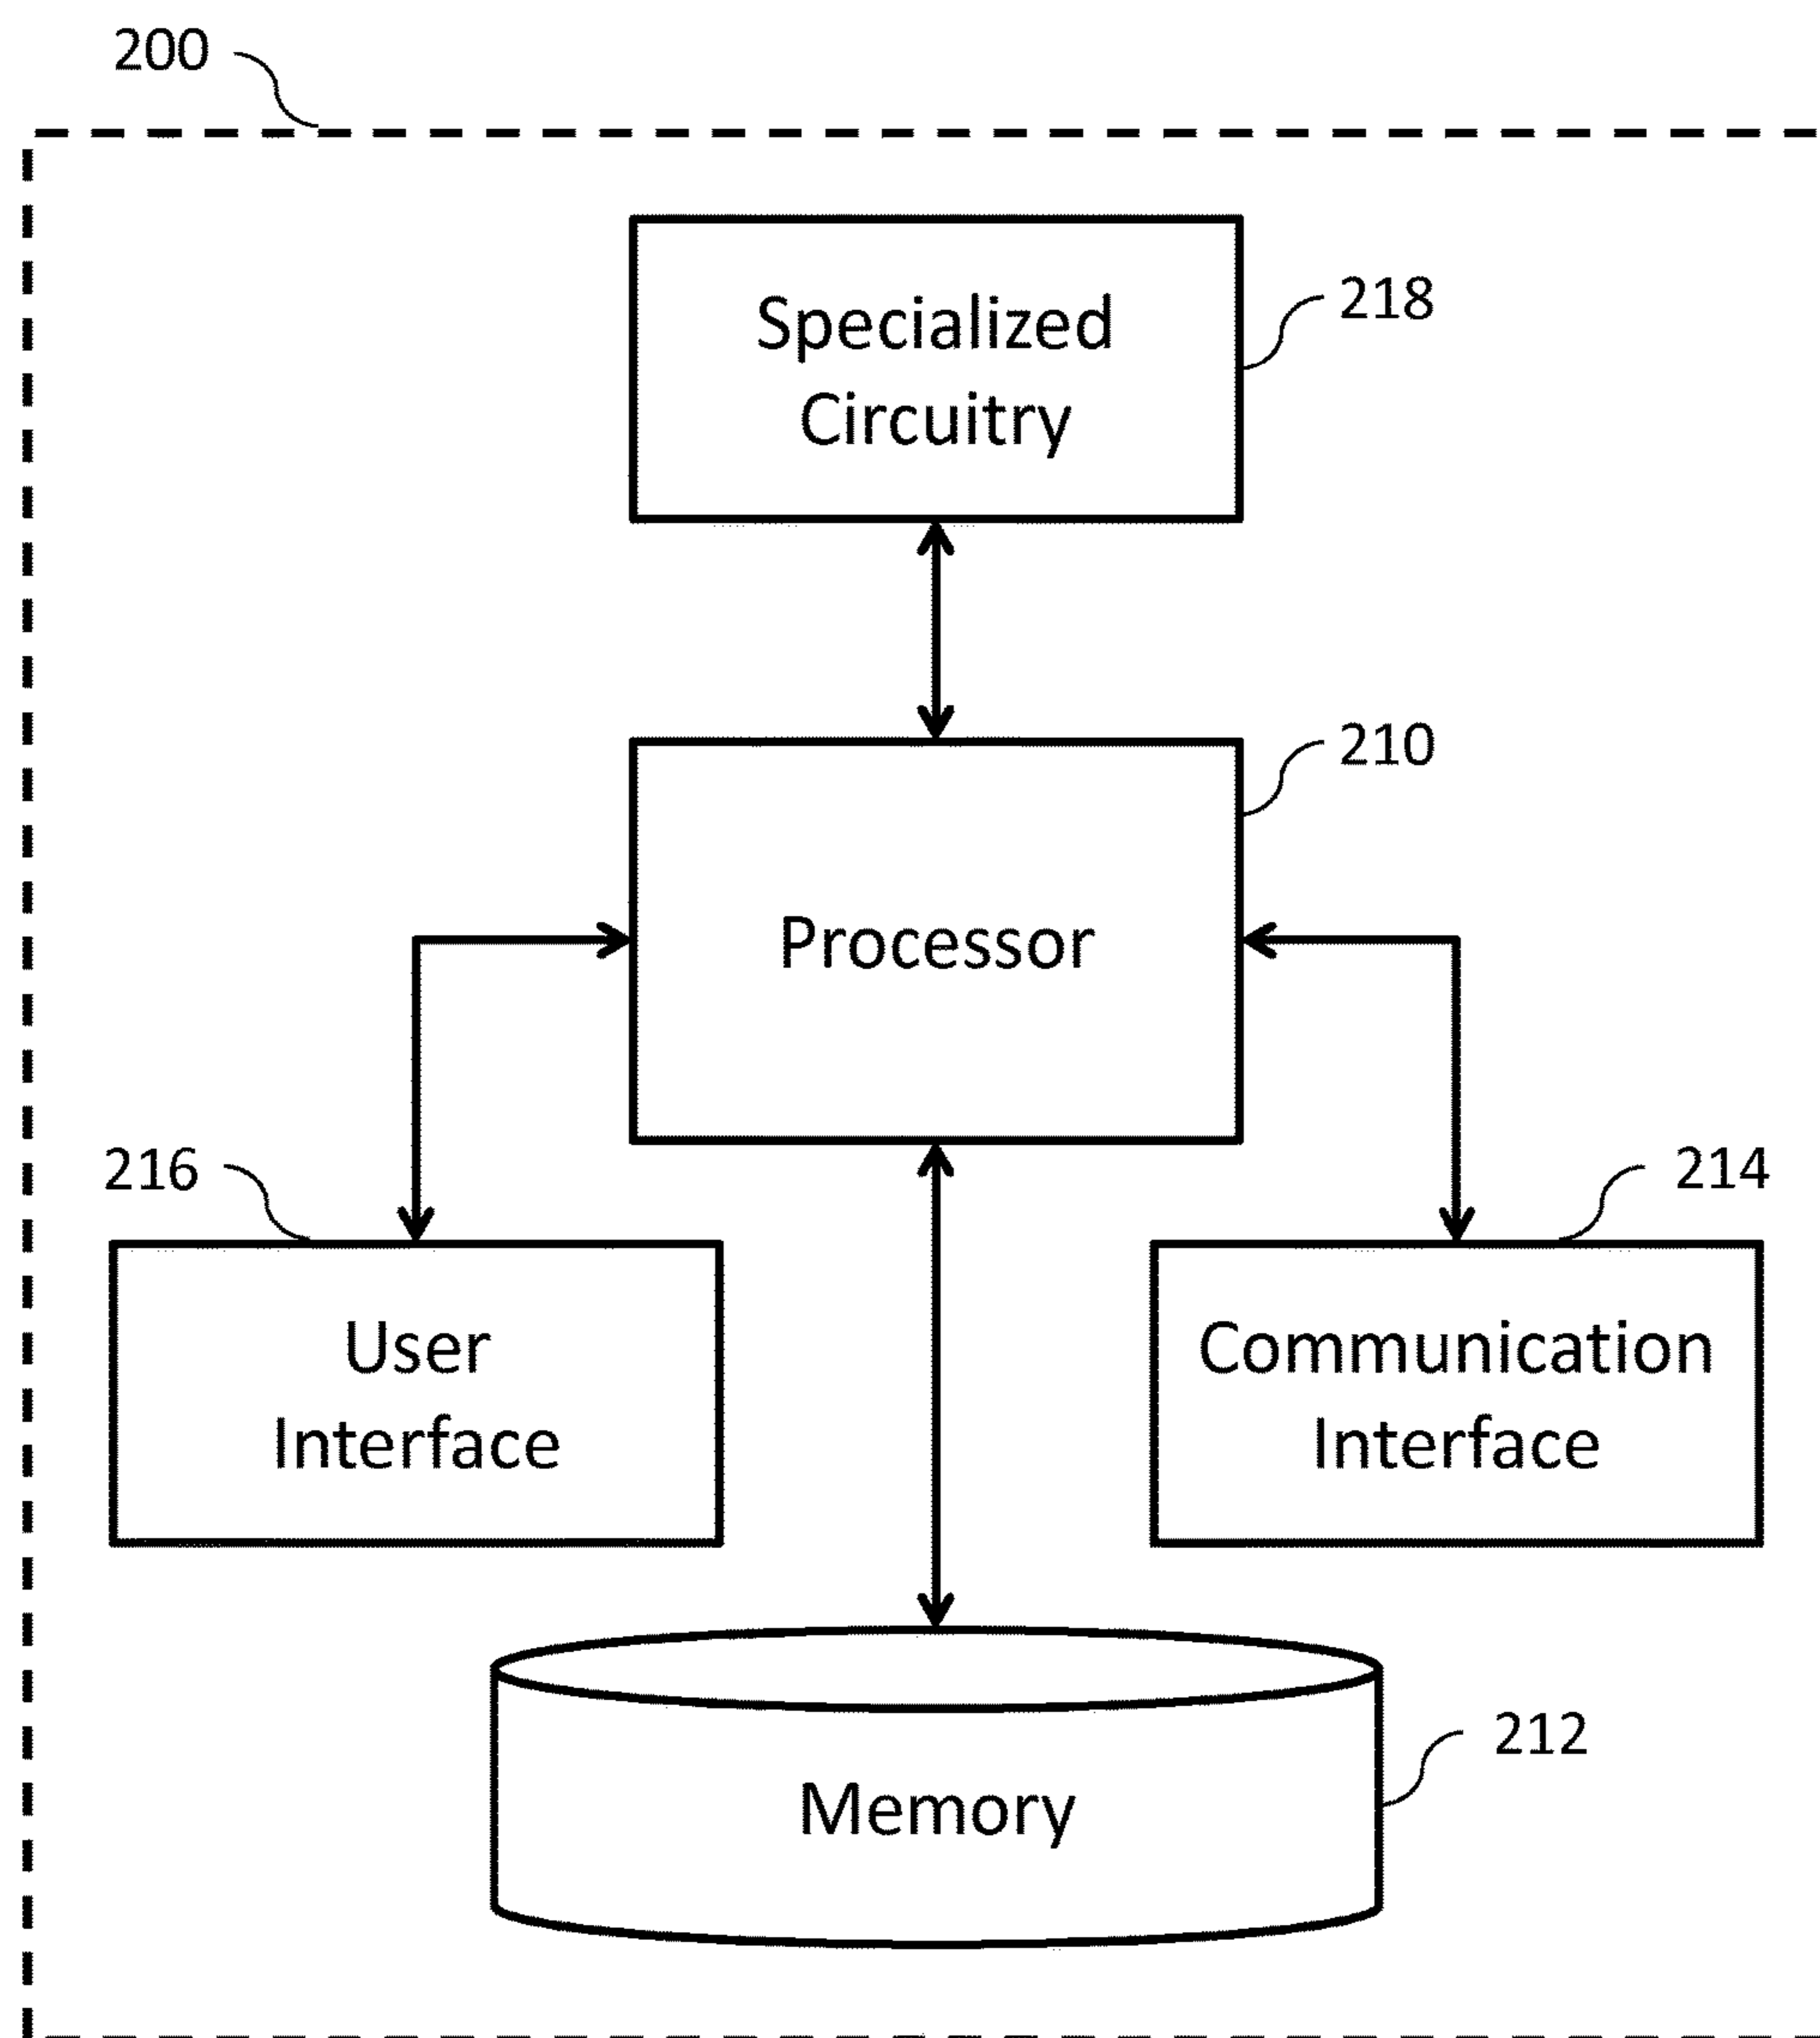 200
Specialized
Circuitry
218
210
Processor
216
214
User
Interface
Communication
Interface
212
Memory